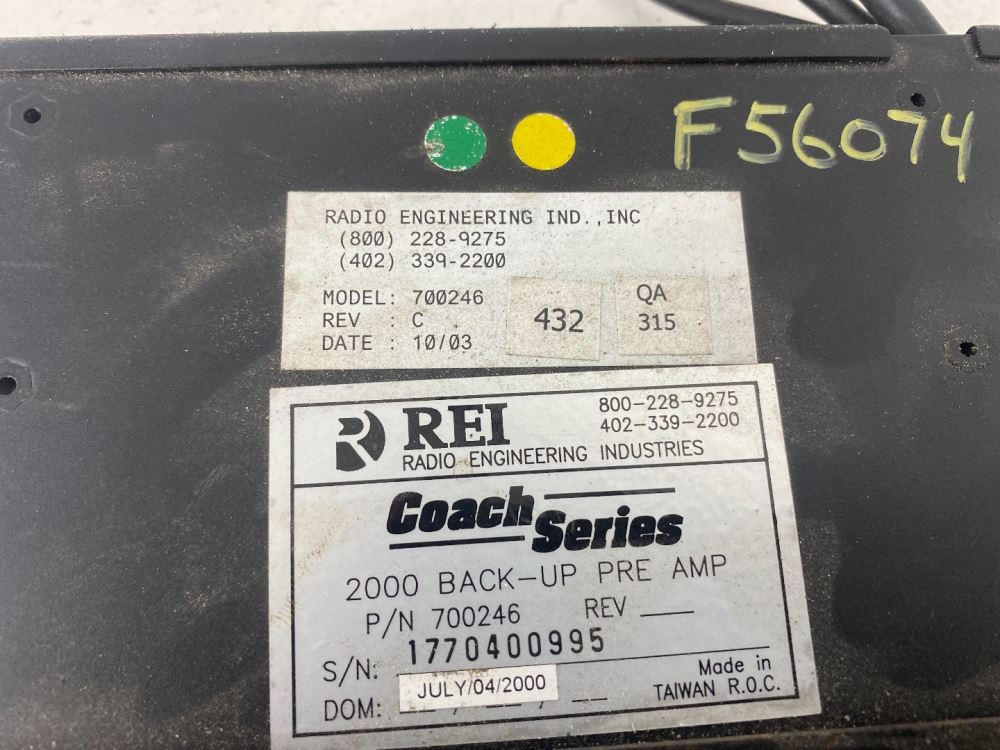 F56074
RADIO ENGINEERING IND.,INC
(800) 228-9275
(402) 339-2200
MODEL: 700246
REV : C
DATE : 10/03
432
QA
315
REI
RADIO ENGINEERING INDUSTRIES
800-228-9275
402-339-2200
Coach Series
2000 BACK-UP PRE AMP
P/N 700246 REV
S/N: 1770400995
DOM: JULY/04/2000
Made in
TAIWAN R.O.C.